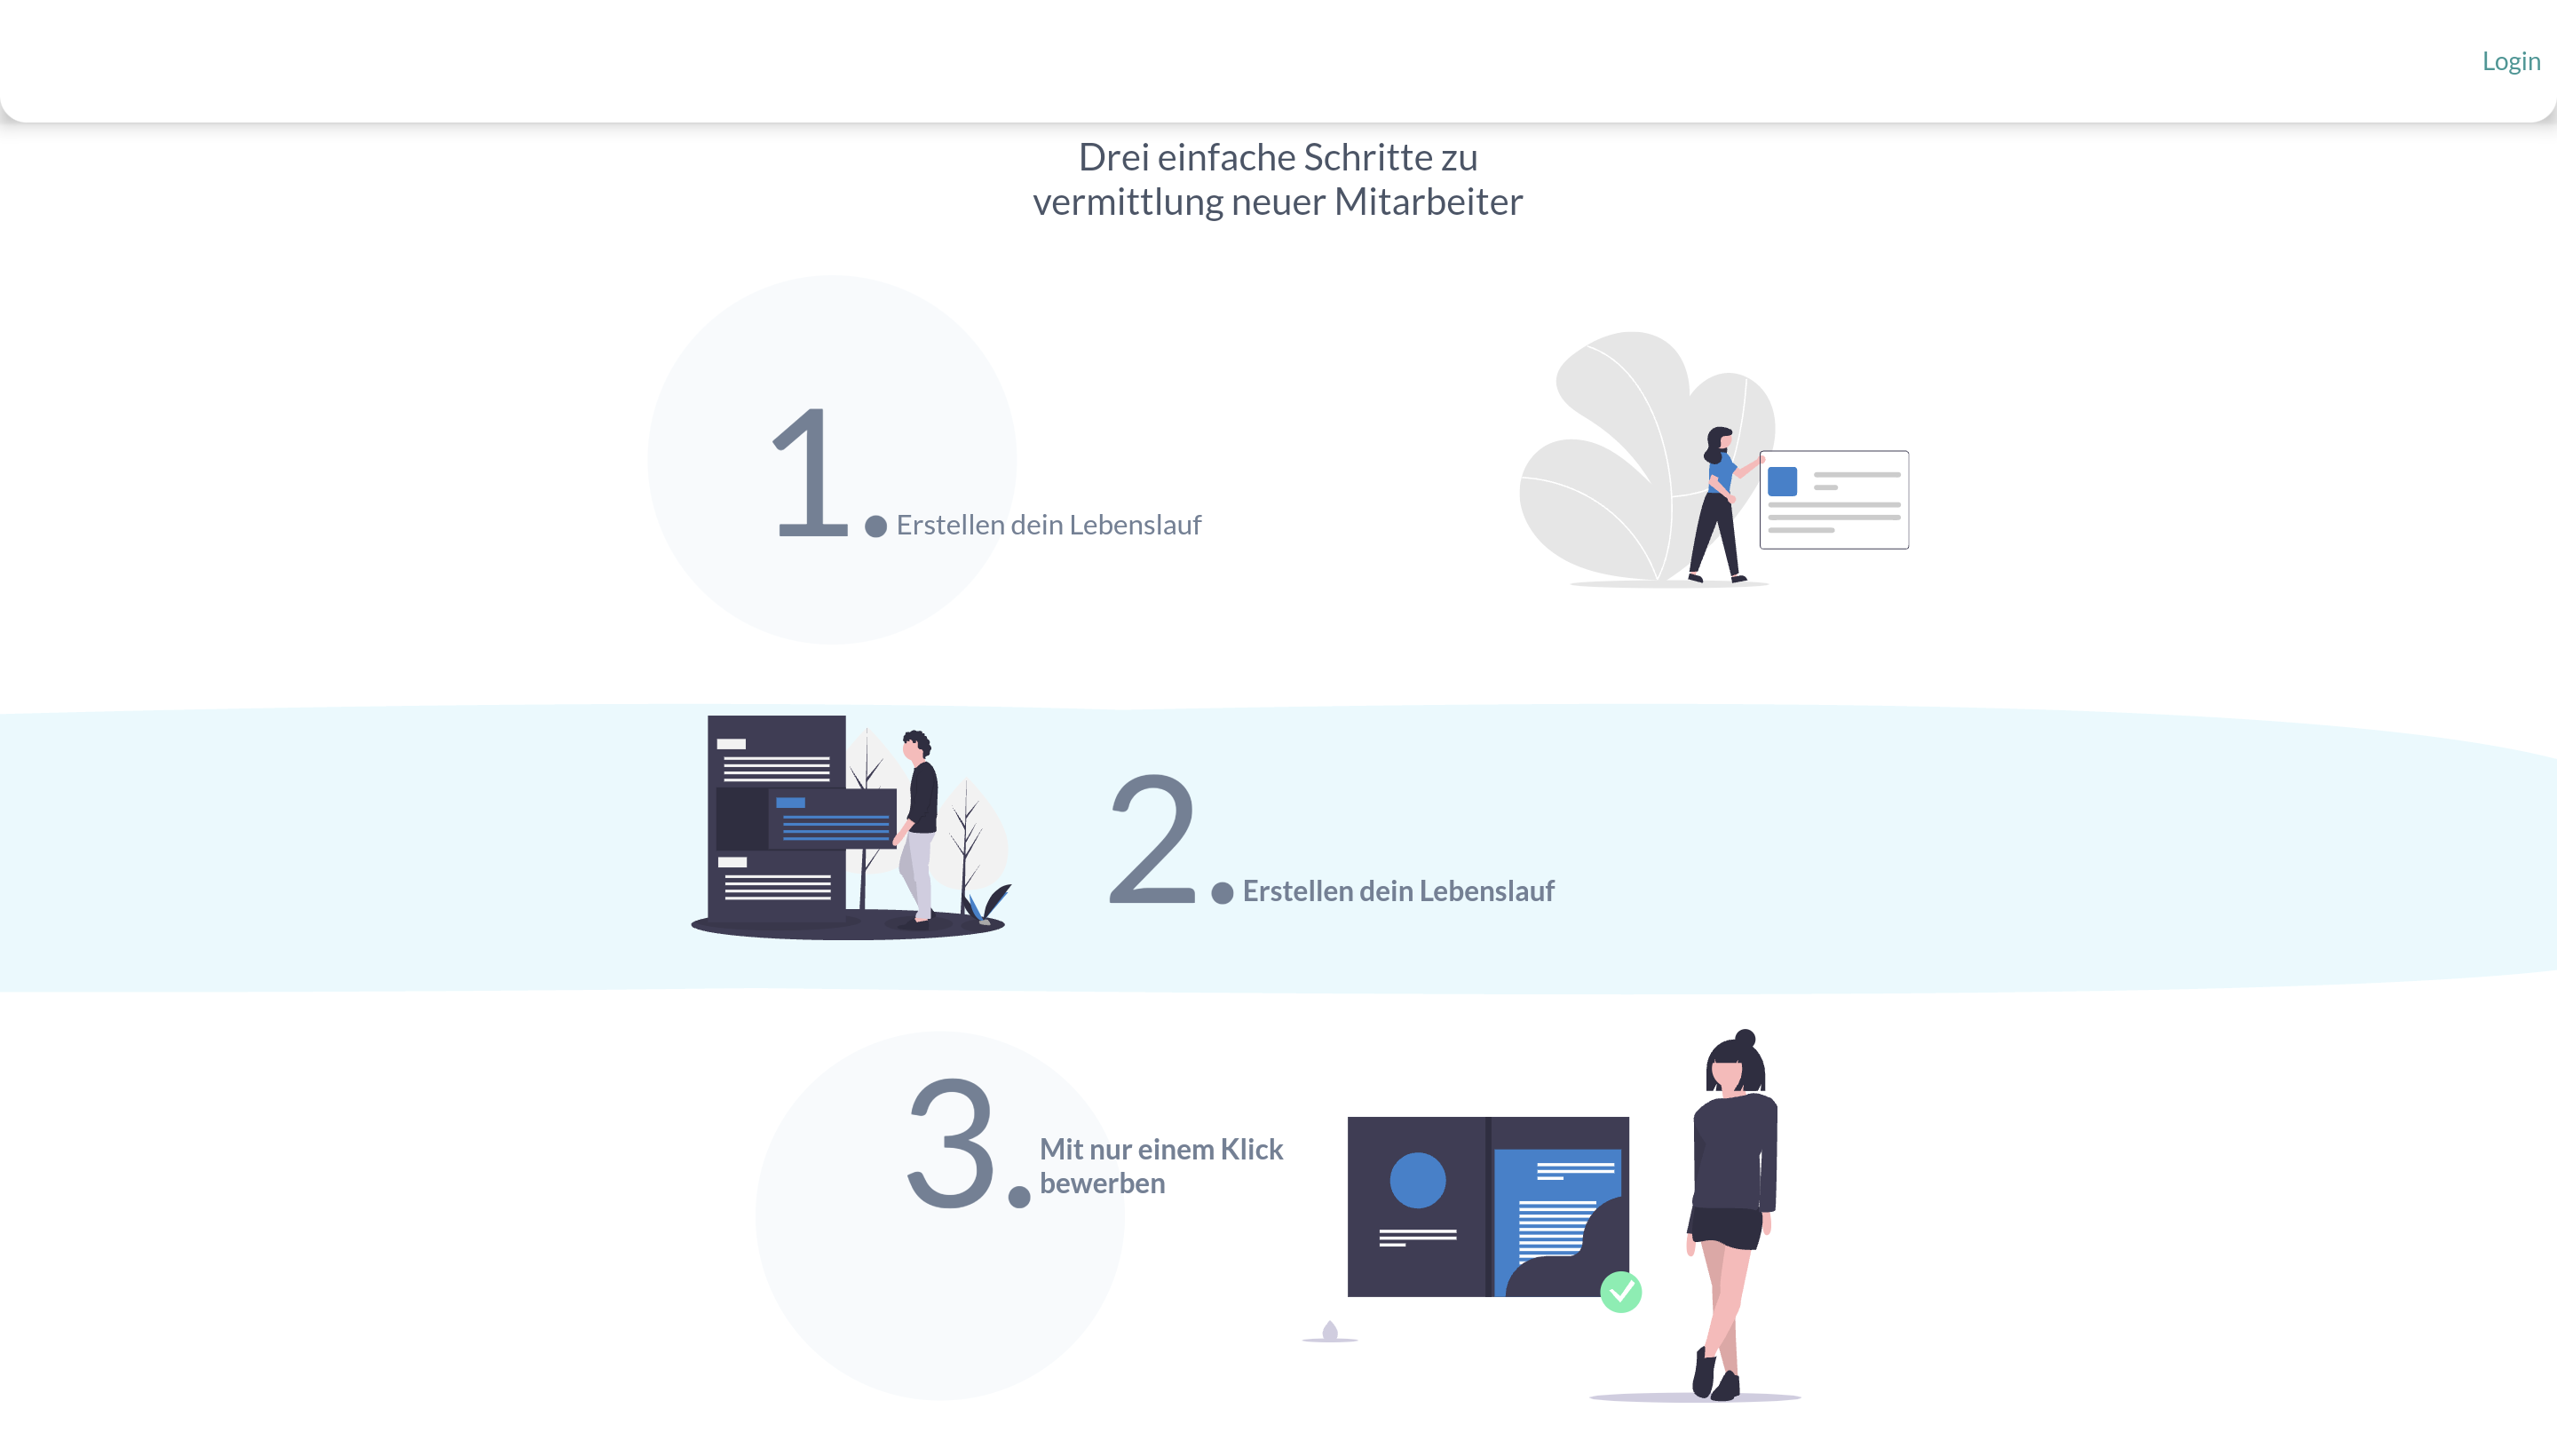 Login
Drei einfache Schritte zu
vermittlung neuer Mitarbeiter
1. Erstellen dein Lebenslauf
2. Erstellen dein Lebenslauf
3. Mit nur einem Klick
bewerben